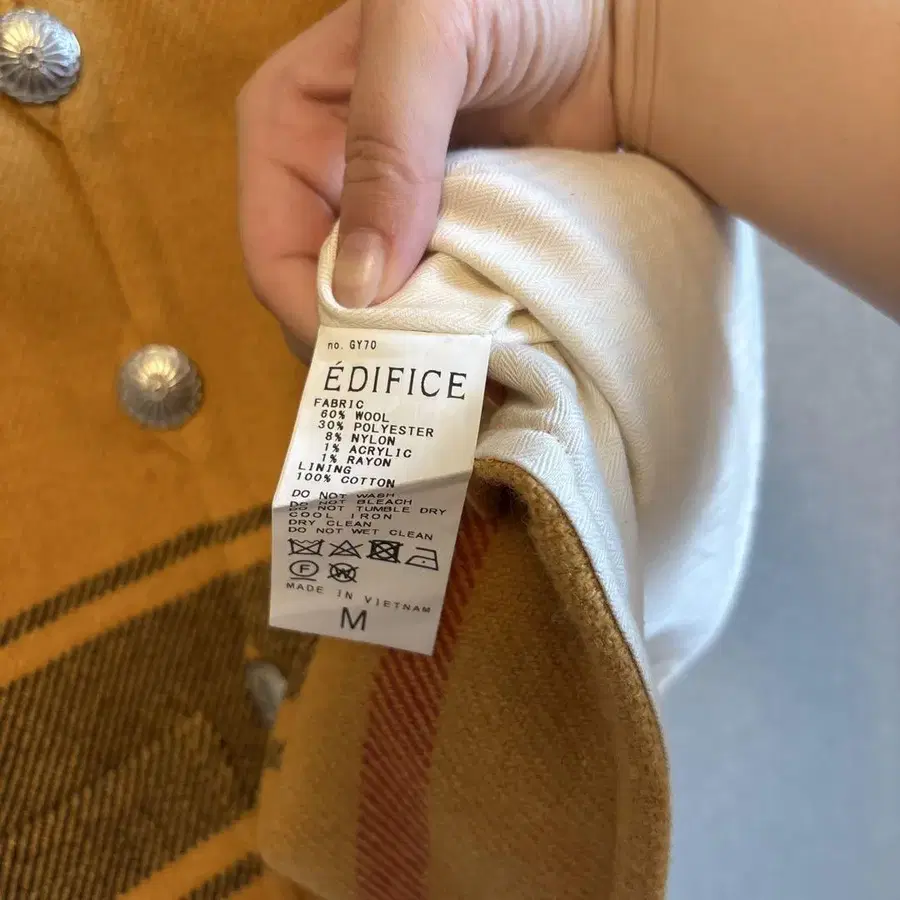 no. GY70
ÉDIFICE
FABRIC
60% WOOL
30% POLYESTER
8% NYLON
1% ACRYLIC
1% RAYON
LINING
100% COTTON
DO NOT WASH
DO NOT BLEACH
DO NOT TUMBLE DRY
COOL IRON
DRY CLEAN
DO NOT WET CLEAN
F W
MADE IN VIETNAM
M